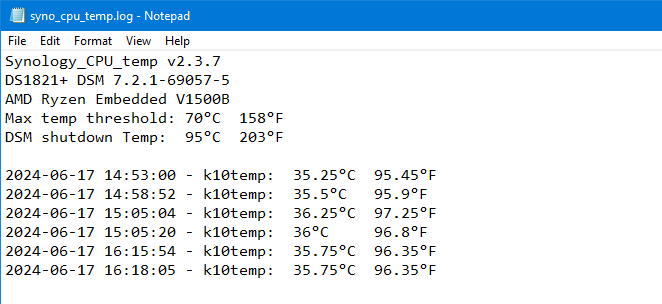 syno_cpu_temp.log - Notepad
File Edit Format View Help
Synology_CPU_temp v2.3.7
DS1821+ DSM 7.2.1-69057-5
AMD Ryzen Embedded V1500B
Max temp threshold: 70°C  158°F
DSM shutdown Temp:  95°C  203°F

2024-06-17 14:53:00 - k10temp:  35.25°C  95.45°F
2024-06-17 14:58:52 - k10temp:  35.5°C   95.9°F
2024-06-17 15:05:04 - k10temp:  36.25°C  97.25°F
2024-06-17 15:05:20 - k10temp:  36°C     96.8°F
2024-06-17 16:15:54 - k10temp:  35.75°C  96.35°F
2024-06-17 16:18:05 - k10temp:  35.75°C  96.35°F